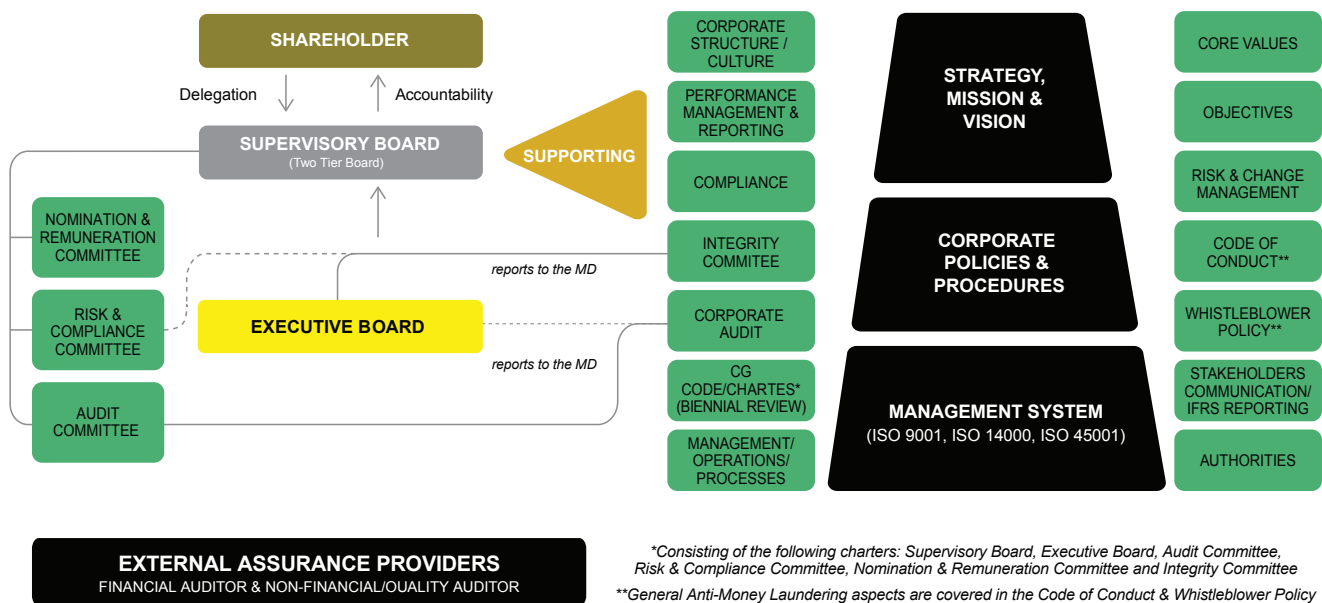 SHAREHOLDER
Delegation
Accountability
SUPERVISORY BOARD
(Two Tier Board)
SUPPORTING
NOMINATION &
REMUNERATION
COMMITTEE
RISK &
COMPLIANCE
COMMITTEE
AUDIT
COMMITTEE
EXECUTIVE BOARD
reports to the MD
reports to the MD
CORPORATE
STRUCTURE /
CULTURE
PERFORMANCE
MANAGEMENT &
REPORTING
COMPLIANCE
INTEGRITY
COMMITEE
CORPORATE
AUDIT
CG
CODE/CHARTES*
(BIENNIAL REVIEW)
MANAGEMENT/
OPERATIONS/
PROCESSES
STRATEGY,
MISSION &
VISION
CORPORATE
POLICIES &
PROCEDURES
MANAGEMENT SYSTEM
(ISO 9001, ISO 14000, ISO 45001)
CORE VALUES
OBJECTIVES
RISK & CHANGE
MANAGEMENT
CODE OF
CONDUCT**
WHISTLEBLOWER
POLICY**
STAKEHOLDERS
COMMUNICATION/
IFRS REPORTING
AUTHORITIES
EXTERNAL ASSURANCE PROVIDERS
FINANCIAL AUDITOR & NON-FINANCIAL/QUALITY AUDITOR
*Consisting of the following charters: Supervisory Board, Executive Board, Audit Committee,
Risk & Compliance Committee, Nomination & Remuneration Committee and Integrity Committee
**General Anti-Money Laundering aspects are covered in the Code of Conduct & Whistleblower Policy